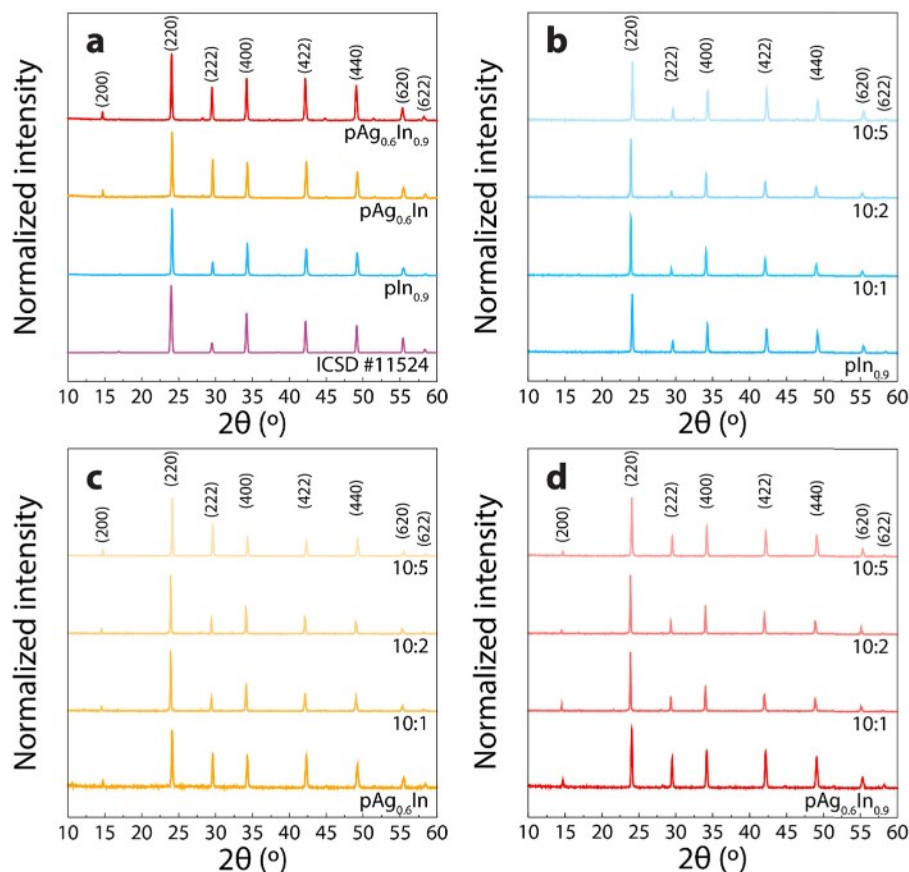 a
(200) (220) (222) (400) (422) (440) (620) (622)
pAg0.6In0.9
pAg0.6In
pIn0.9
ICSD #11524
Normalized intensity
10 15 20 25 30 35 40 45 50 55 60
2θ (º)
b
(220) (222) (400) (422) (440) (620) (622)
10:5
10:2
10:1
pIn0.9
Normalized intensity
10 15 20 25 30 35 40 45 50 55 60
2θ (º)
c
(200) (220) (222) (400) (422) (440) (620) (622)
10:5
10:2
10:1
pAg0.6In
Normalized intensity
10 15 20 25 30 35 40 45 50 55 60
2θ (º)
d
(200) (220) (222) (400) (422) (440) (620) (622)
10:5
10:2
10:1
pAg0.6In0.9
Normalized intensity
10 15 20 25 30 35 40 45 50 55 60
2θ (º)